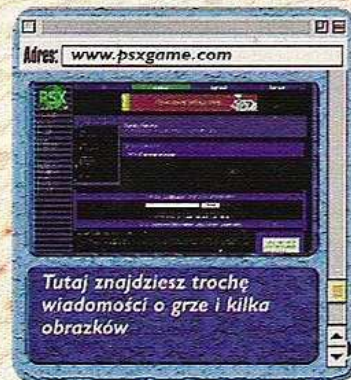 Adres: www.psxgame.com
PSX
Tutaj znajdziesz trochę
wiadomości o grze i kilka
obrazków